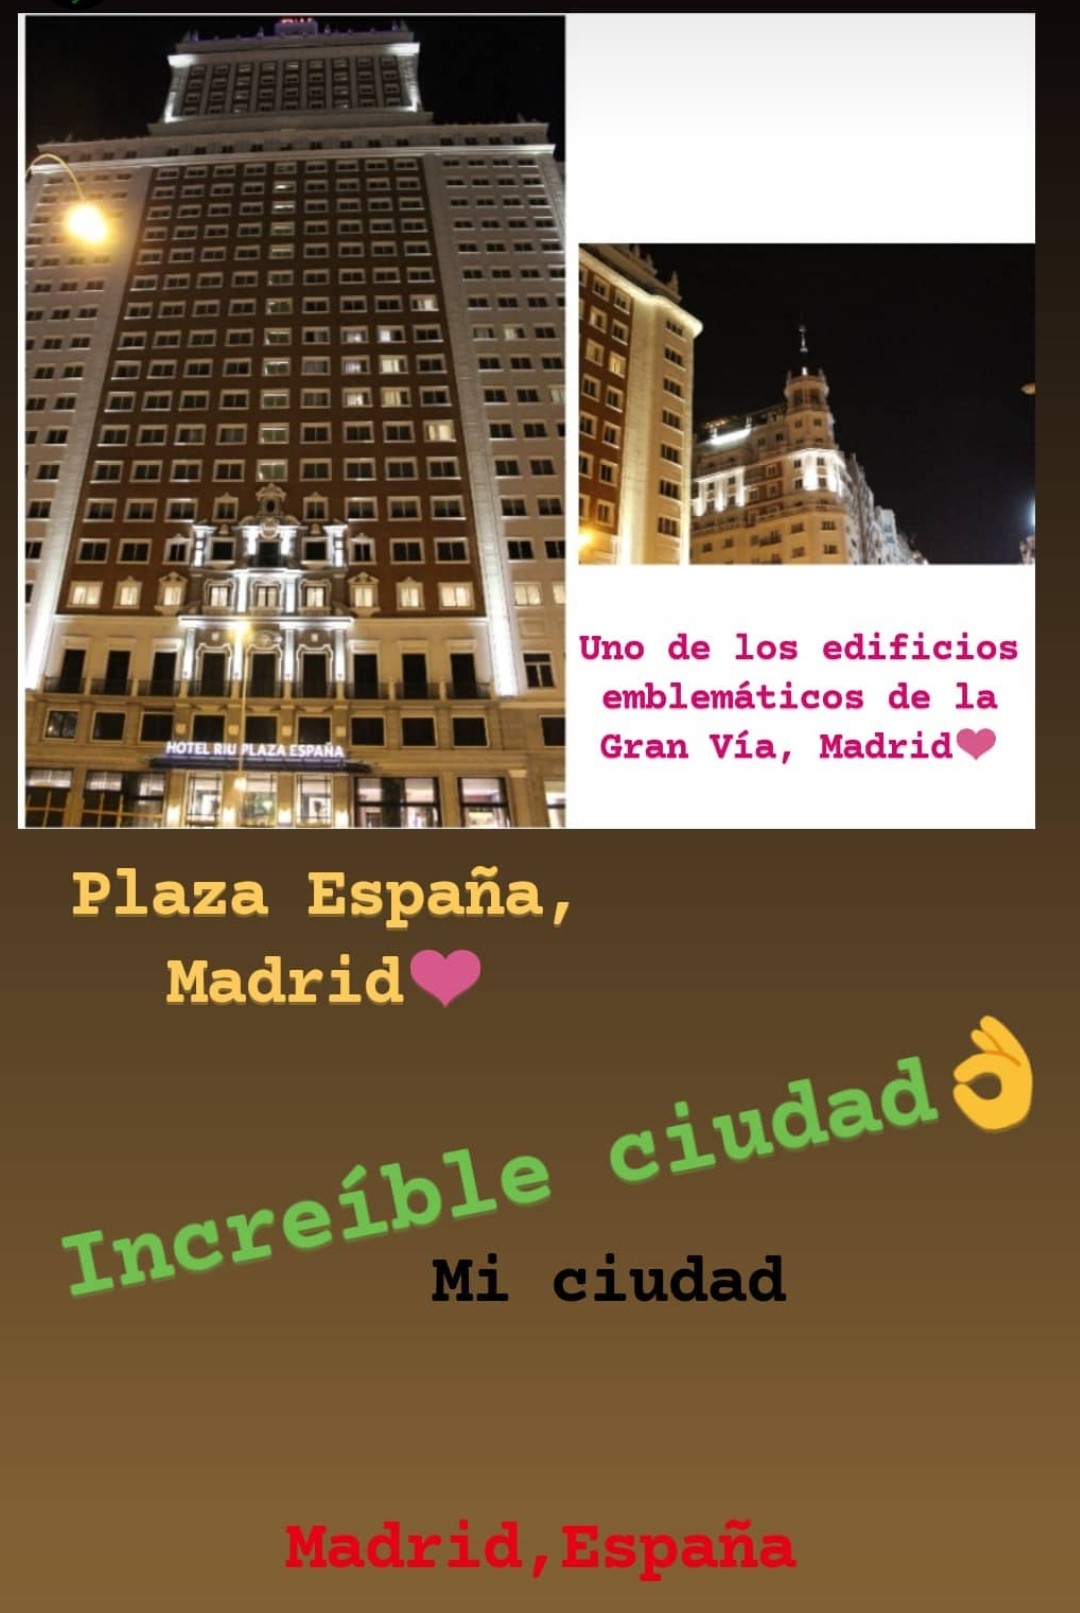 RIU
HOTEL RIU PLAZA ESPAÑA
Uno de los edificios
emblemáticos de la
Gran Vía, Madrid
Plaza España,
Madrid
Increíble ciudad
Mi ciudad
Madrid,España